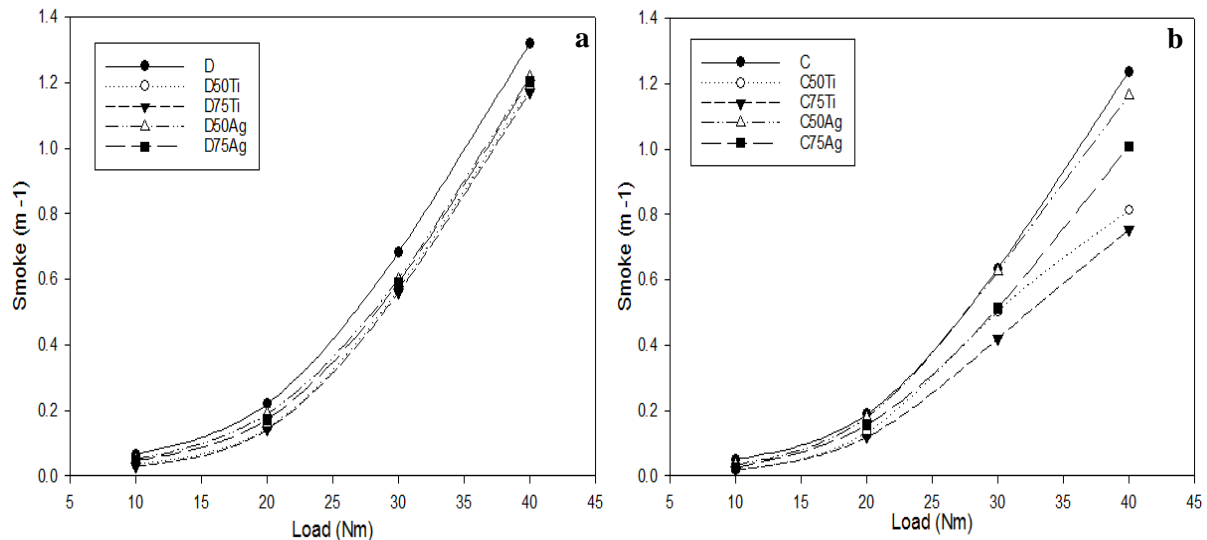 a
1.4
1.2
1.0
0.8
0.6
0.4
0.2
0.0
Smoke (m -1)
D
D50Ti
D75Ti
D50Ag
D75Ag
5 10 15 20 25 30 35 40 45
Load (Nm)
b
1.4
1.2
1.0
0.8
0.6
0.4
0.2
0.0
Smoke (m -1)
C
C50Ti
C75Ti
C50Ag
C75Ag
5 10 15 20 25 30 35 40 45
Load (Nm)